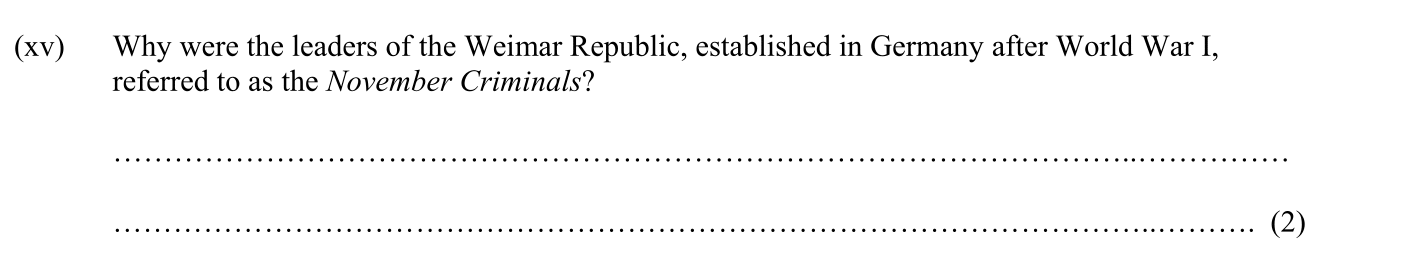 (xv) Why were the leaders of the Weimar Republic, established in Germany after World War I,
referred to as the November Criminals?
……………………………………………………………………………………………..……………
……………………………………………………………………………………………..………. (2)